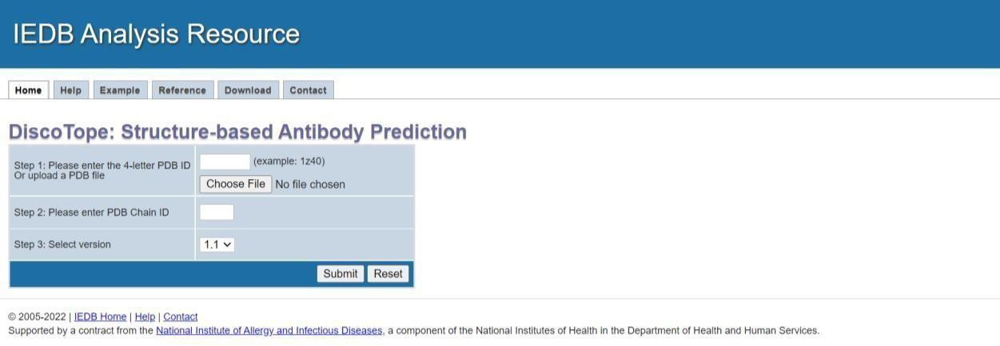 IEDB Analysis Resource
Home Help Example Reference Download Contact
DiscoTope: Structure-based Antibody Prediction
Step 1: Please enter the 4-letter PDB ID
Or upload a PDB file
(example: 1z40)
Choose File No file chosen
Step 2: Please enter PDB Chain ID
Step 3: Select version
1.1
Submit Reset
© 2005-2022 | IEDB Home | Help | Contact
Supported by a contract from the National Institute of Allergy and Infectious Diseases, a component of the National Institutes of Health in the Department of Health and Human Services.